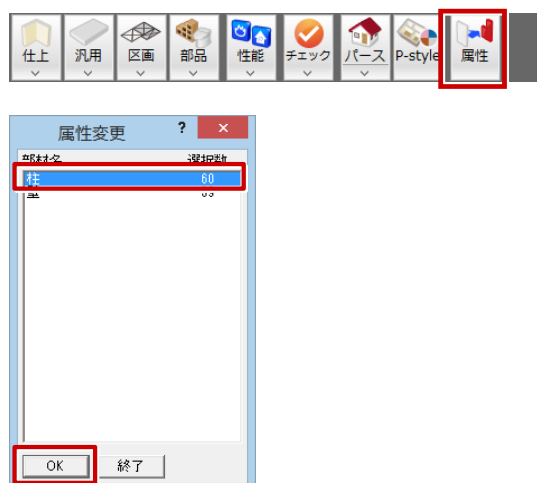 仕上 汎用 区画 部品 性能 チェック パース P-style 属性
属性変更 ? ×
部材名 選択数
柱 60
OK 終了